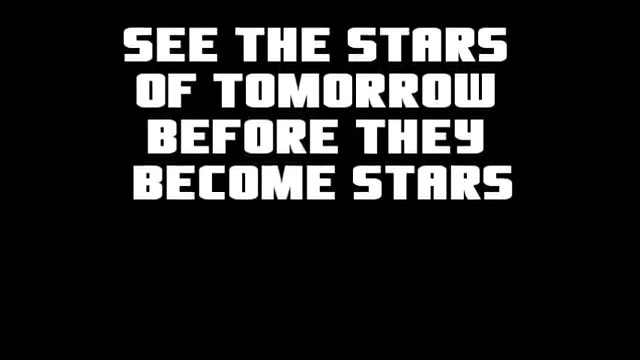 SEE THE STARS
OF TOMORROW
BEFORE THEY
BECOME STARS